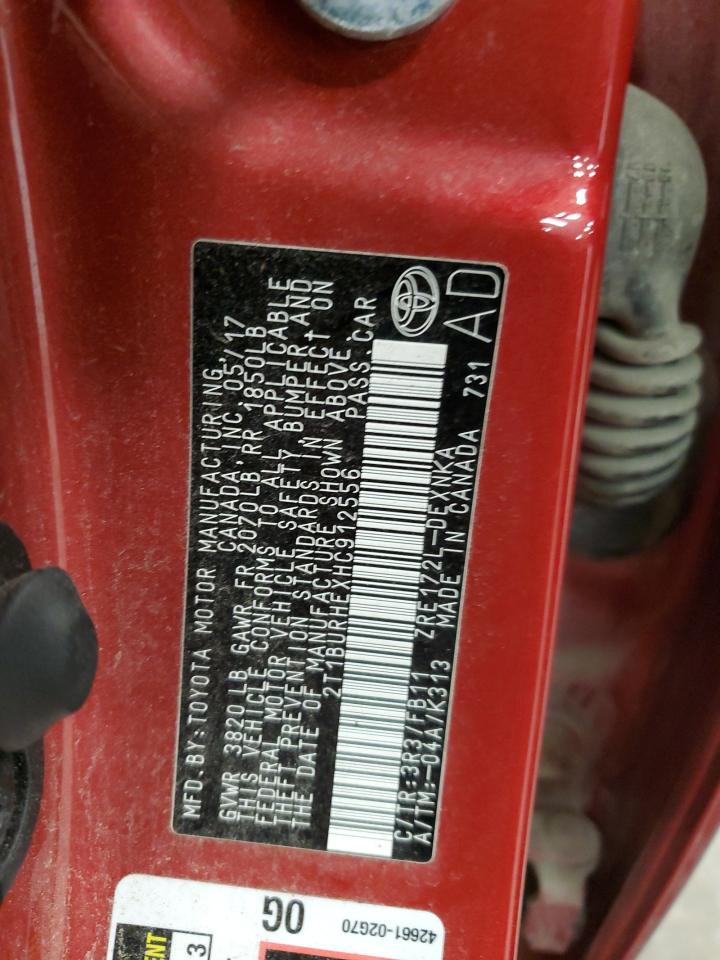 MFD.BY:TOYOTA MOTOR MANUFACTURING,
CANADA,INC.05/17
GVWR 3820LB GAWR FR 2070LB,RR 1850LB
THIS VEHICLE CONFORMS TO ALL APPLICABLE
FEDERAL MOTOR VEHICLE SAFETY, BUMPER,AND
THEFT PREVENTION STANDARDS IN EFFECT ON
THE DATE OF MANUFACTURE SHOWN ABOVE.
2T1BURHEXHC912556 PASS.CAR
C/TR:3R3/FB11 ZRE172L-DEXNKA
A/TM:-04A/K313 MADE IN CANADA 731
AD
42661-02G70
OG
ENT
3